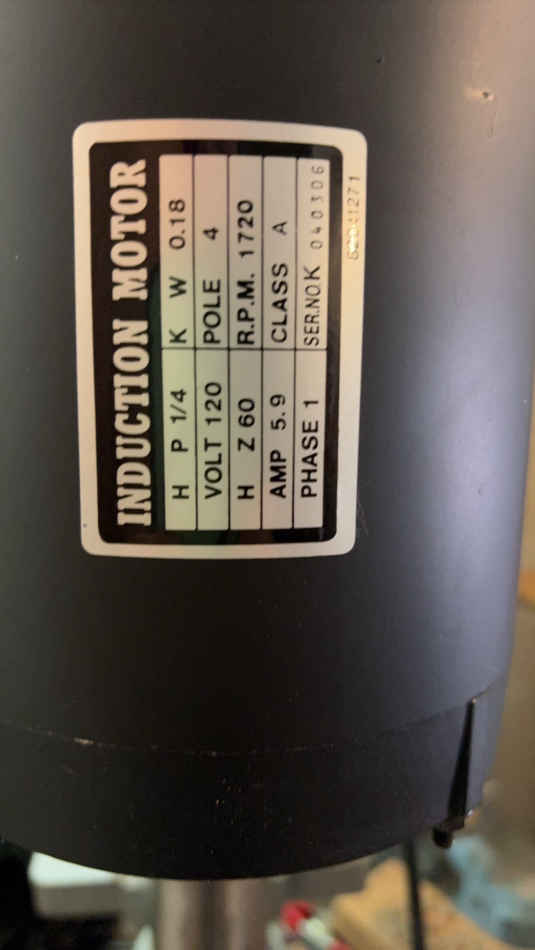 INDUCTION MOTOR
H P 1/4 K W 0.18
VOLT 120 POLE 4
H Z 60 R.P.M. 1720
AMP 5.9 CLASS A
PHASE 1 SER.NO.K 040306